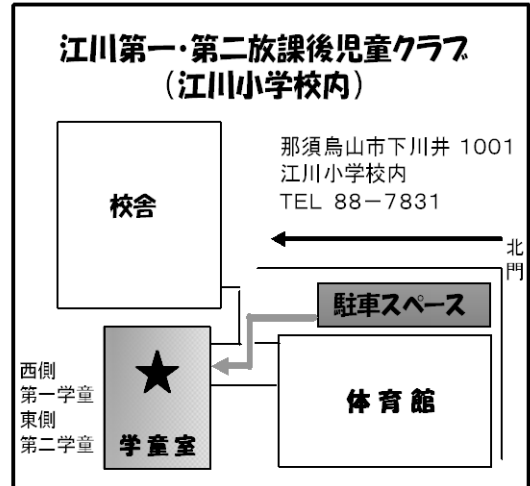 江川第一・第二放課後児童クラブ
(江川小学校内)
那須烏山市下川井 1001
江川小学校内
TEL 88-7831
校舎
北
門
駐車スペース
体育館
西側
第一学童
東側
第二学童
★
学童室